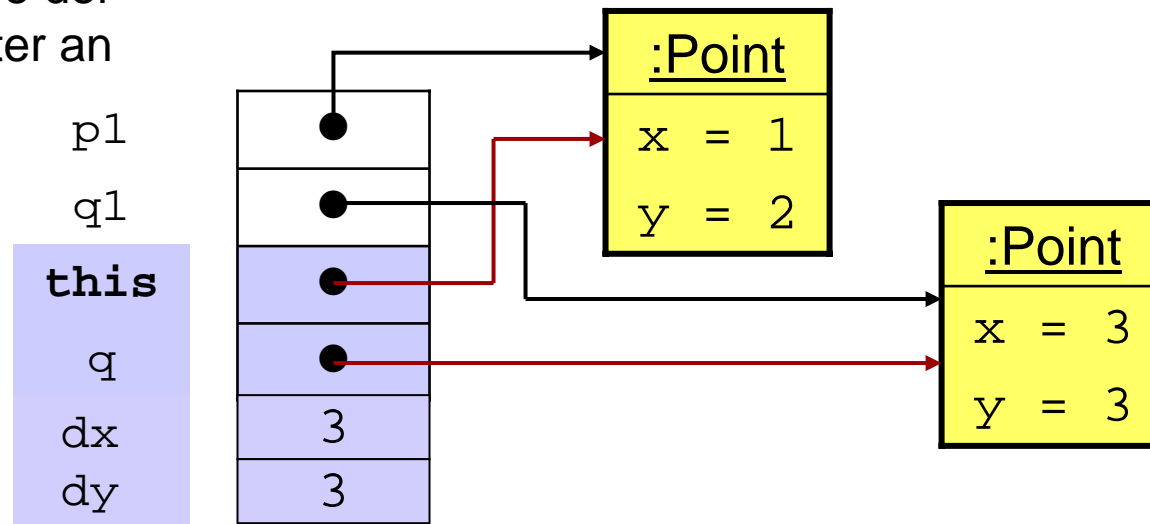 ter an
p1
q1
this
q
dx
dy
3
3
:Point
x = 1
y = 2
:Point
x = 3
y = 3